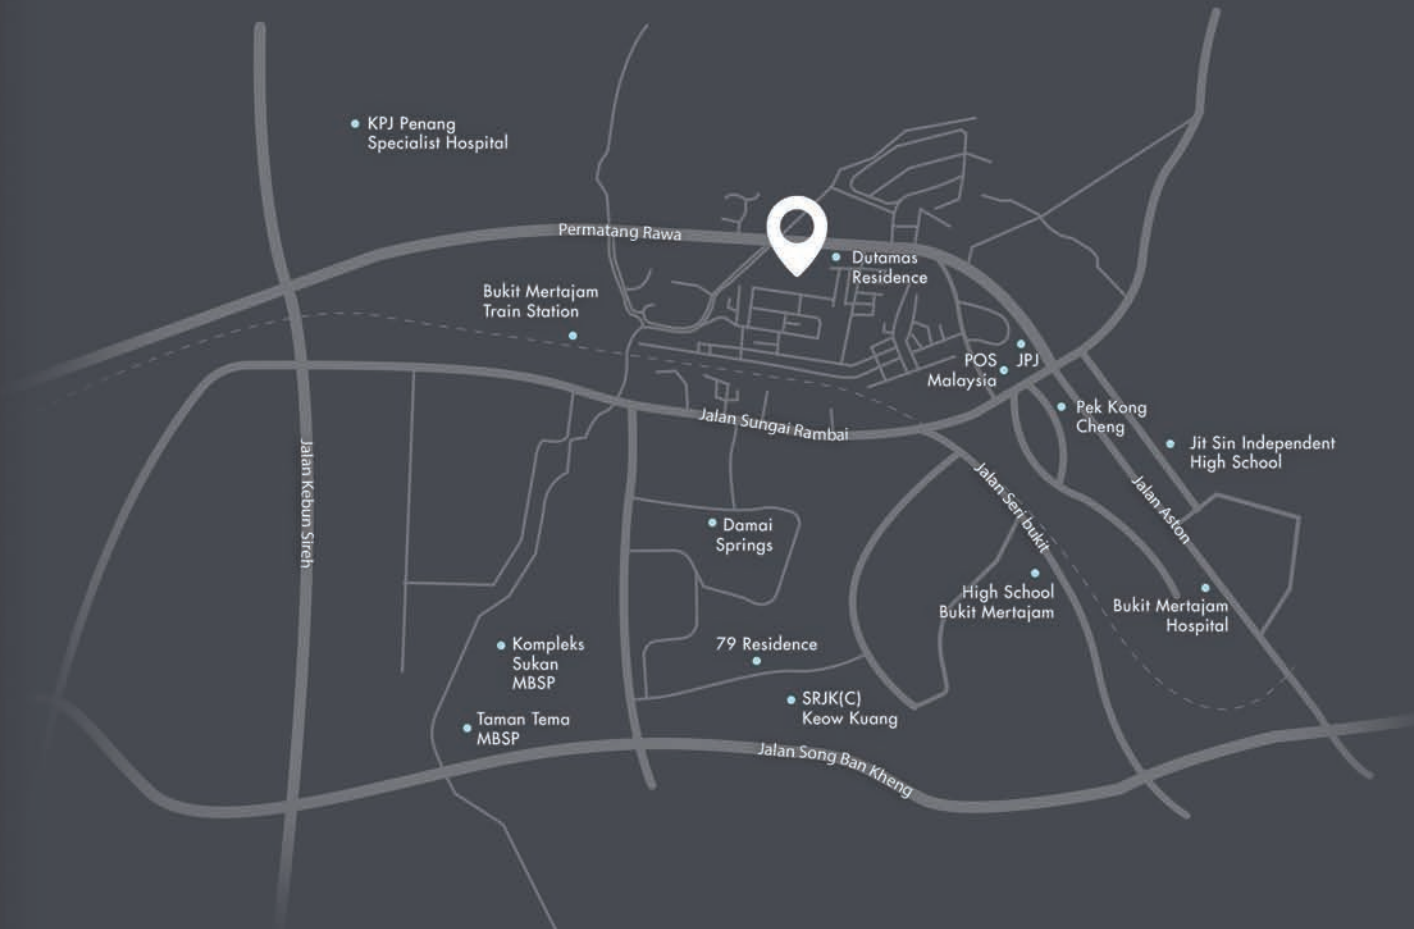 KPJ Penang
Specialist Hospital
Permatang Rawa
Dutamas
Residence
Bukit Mertajam
Train Station
POS
Malaysia
JPJ
Pek Kong
Cheng
Jalan Sungai Rambai
Jit Sin Independent
High School
Jalan Kebun Sireh
Jalan Seri bukit
Jalan Aston
Damai
Springs
High School
Bukit Mertajam
Bukit Mertajam
Hospital
Kompleks
Sukan
MBSP
79 Residence
SRJK(C)
Keow Kuang
Taman Tema
MBSP
Jalan Song Ban Kheng